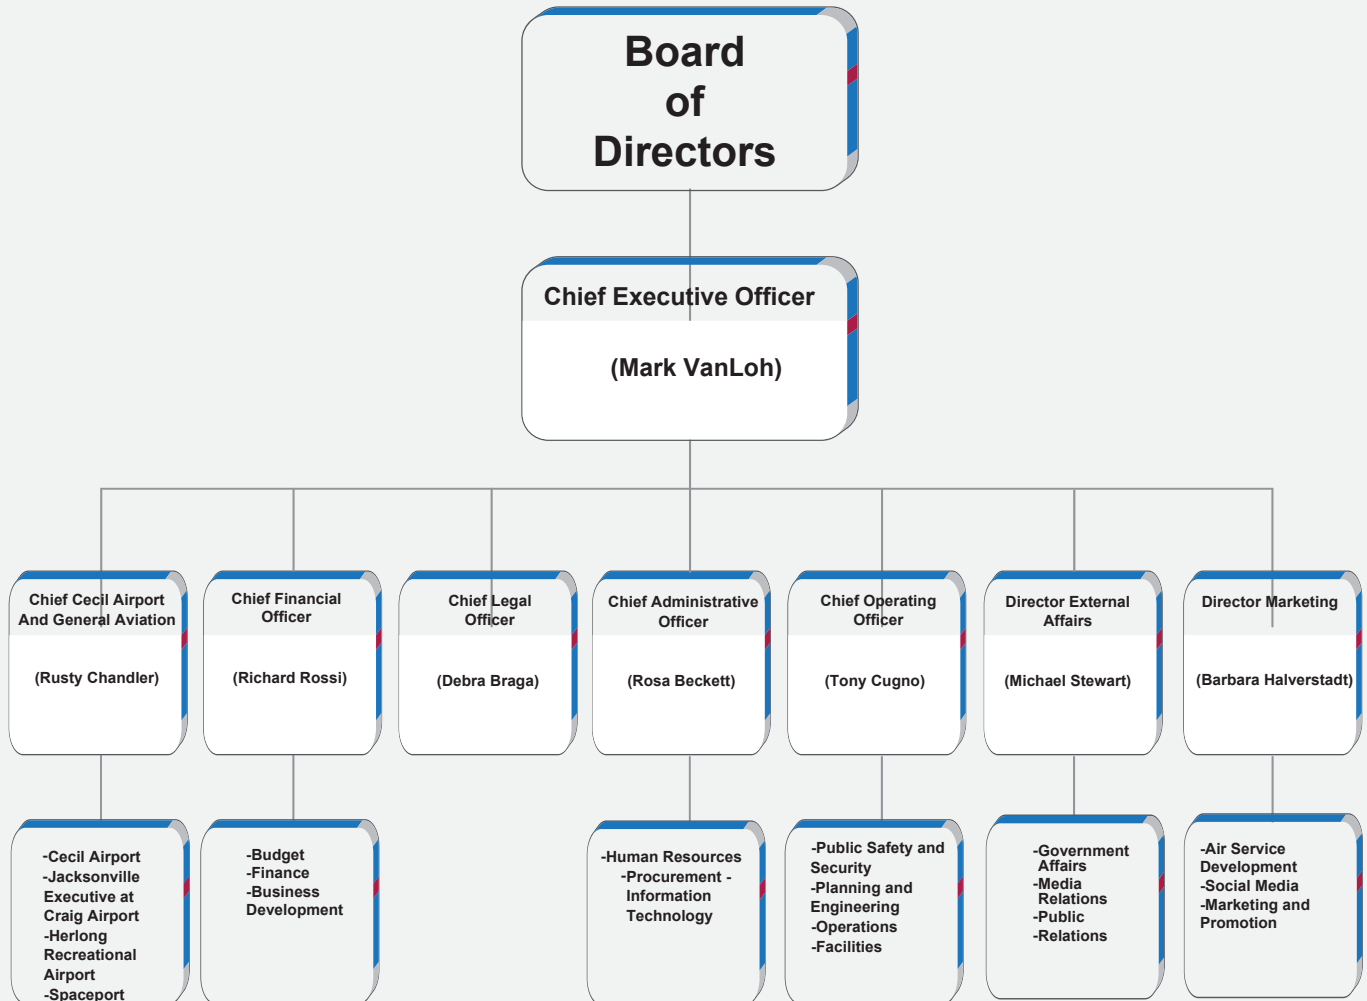 Board
of
Directors
Chief Executive Officer
(Mark VanLoh)
Chief Cecil Airport
And General Aviation
(Rusty Chandler)
Chief Financial
Officer
(Richard Rossi)
Chief Legal
Officer
(Debra Braga)
Chief Administrative
Officer
(Rosa Beckett)
Chief Operating
Officer
(Tony Cugno)
Director External
Affairs
(Michael Stewart)
Director Marketing
(Barbara Halverstadt)
-Cecil Airport
-Jacksonville
Executive at
Craig Airport
-Herlong
Recreational
Airport
-Spaceport
-Budget
-Finance
-Business
Development
-Human Resources
-Procurement -
Information
Technology
-Public Safety and
Security
-Planning and
Engineering
-Operations
-Facilities
-Government
Affairs
-Media
Relations
-Public
-Relations
-Air Service
Development
-Social Media
-Marketing and
Promotion